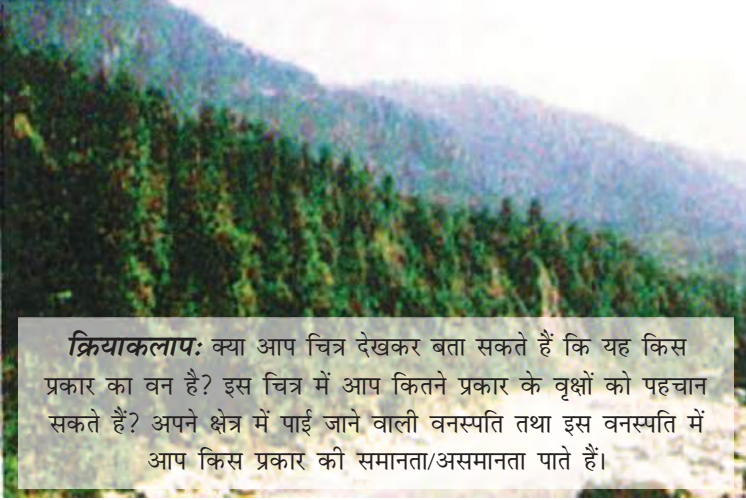 क्रियाकलापः क्या आप चित्र देखकर बता सकते हैं कि यह किस
प्रकार का वन है? इस चित्र में आप कितने प्रकार के वृक्षों को पहचान
सकते हैं? अपने क्षेत्र में पाई जाने वाली वनस्पति तथा इस वनस्पति में
आप किस प्रकार की समानता/असमानता पाते हैं।